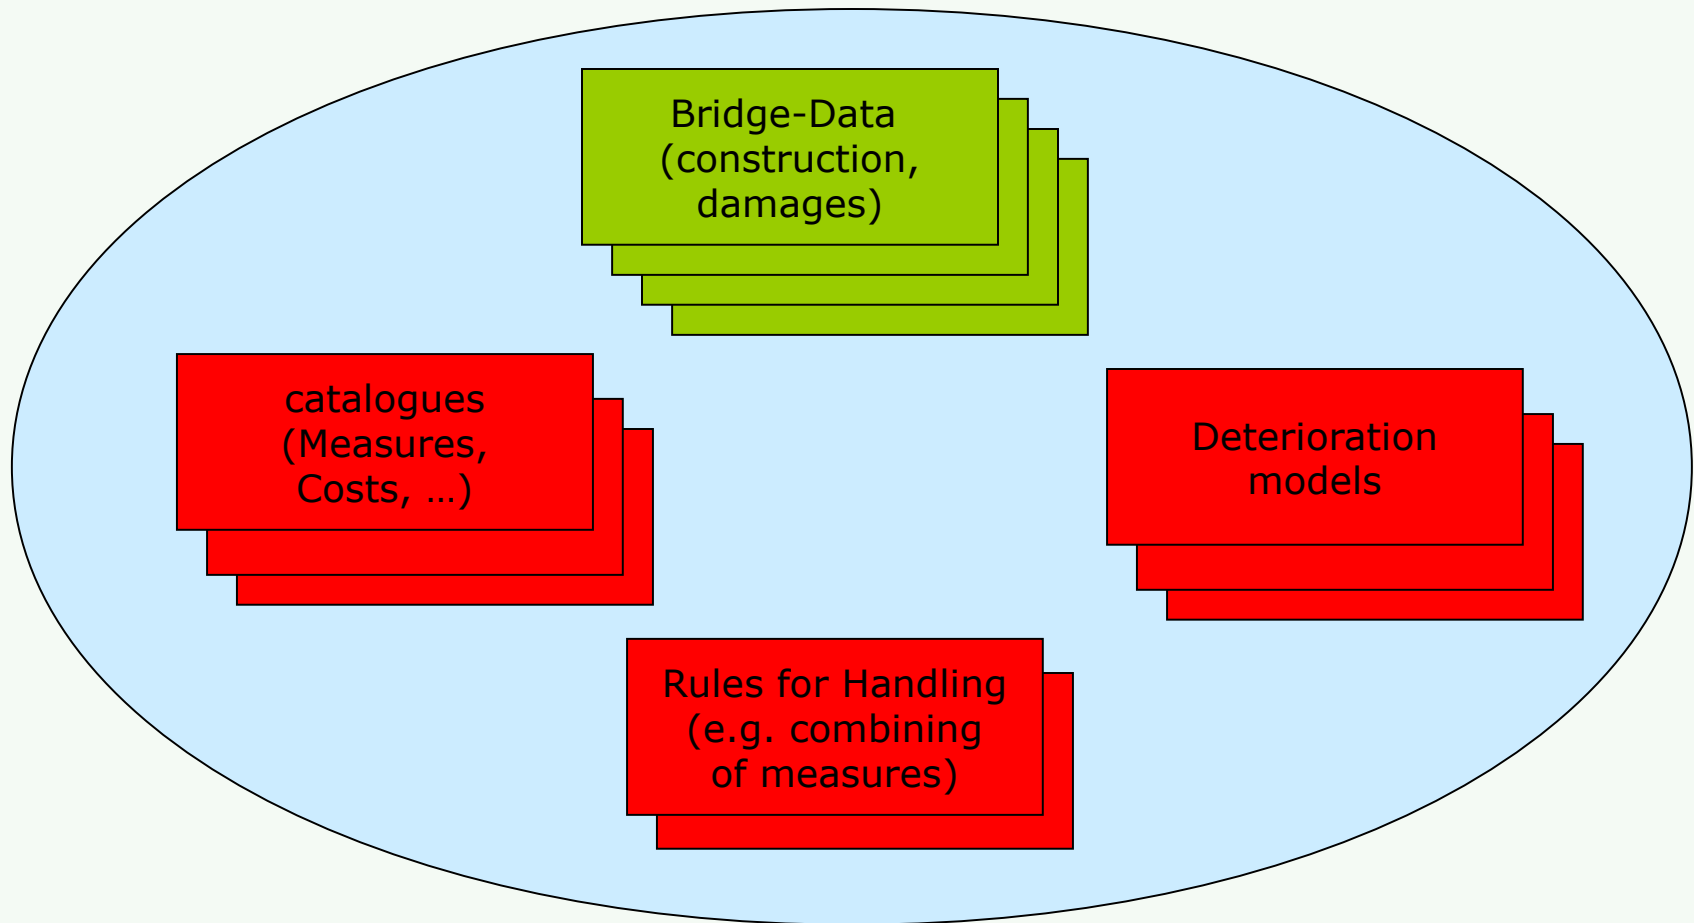 Bridge-Data
(construction,
damages)
catalogues
(Measures,
Costs, …)
Deterioration
models
Rules for Handling
(e.g. combining
of measures)